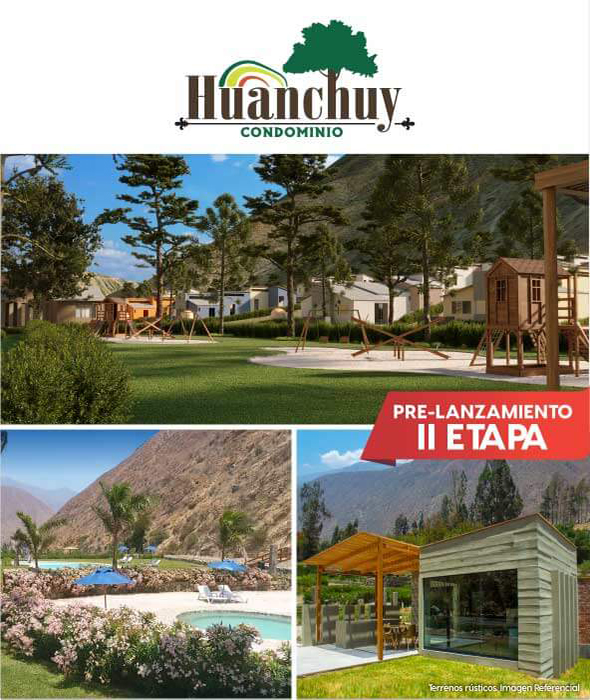 Huanchuy
CONDOMINIO
PRE-LANZAMIENTO
II ETAPA
Terrenos rústicos. Imagen Referencial